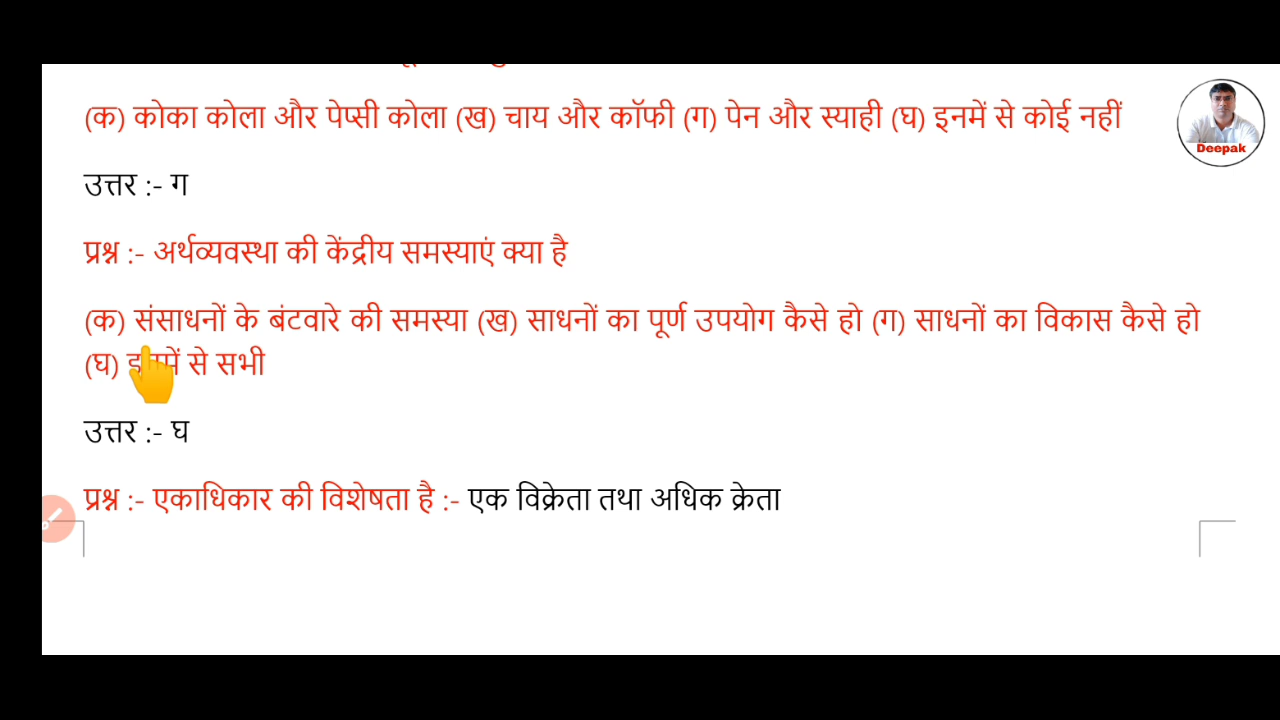 (क) कोका कोला और पेप्सी कोला (ख) चाय और कॉफी (ग) पेन और स्याही (घ) इनमें से कोई नहीं
Deepak
उत्तर :- ग
प्रश्न :- अर्थव्यवस्था की केंद्रीय समस्याएं क्या है
(क) संसाधनों के बंटवारे की समस्या (ख) साधनों का पूर्ण उपयोग कैसे हो (ग) साधनों का विकास कैसे हो
(घ) इनमें से सभी
उत्तर :- घ
प्रश्न :- एकाधिकार की विशेषता है :- एक विक्रेता तथा अधिक क्रेता